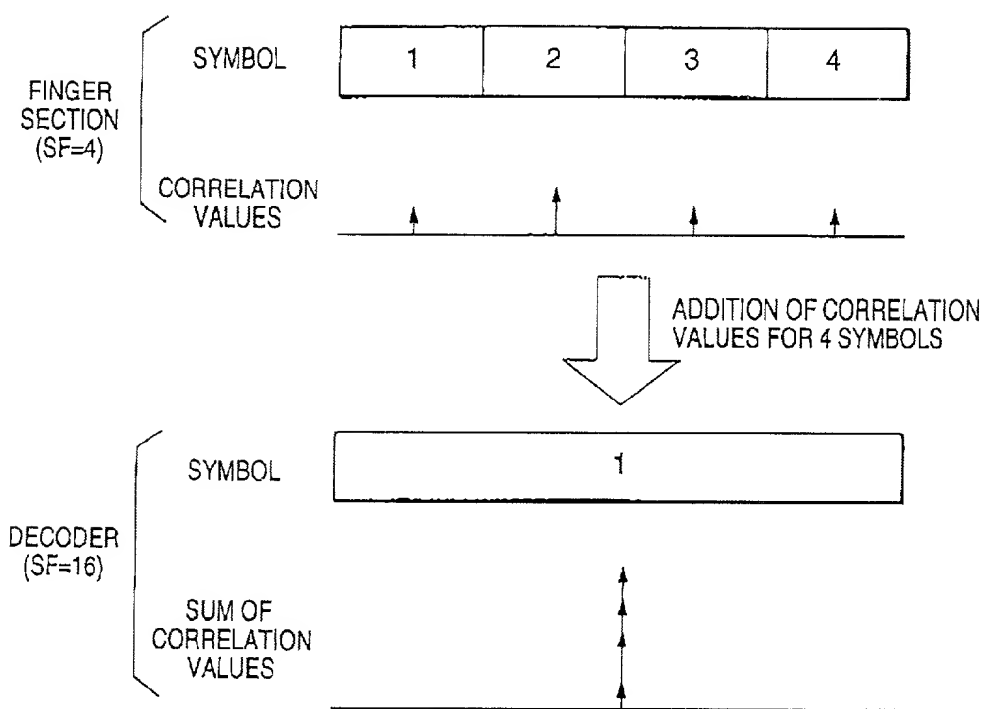 SYMBOL
1 2 3 4
FINGER
SECTION
(SF=4)
CORRELATION
VALUES
ADDITION OF CORRELATION
VALUES FOR 4 SYMBOLS
SYMBOL
1
DECODER
(SF=16)
SUM OF
CORRELATION
VALUES